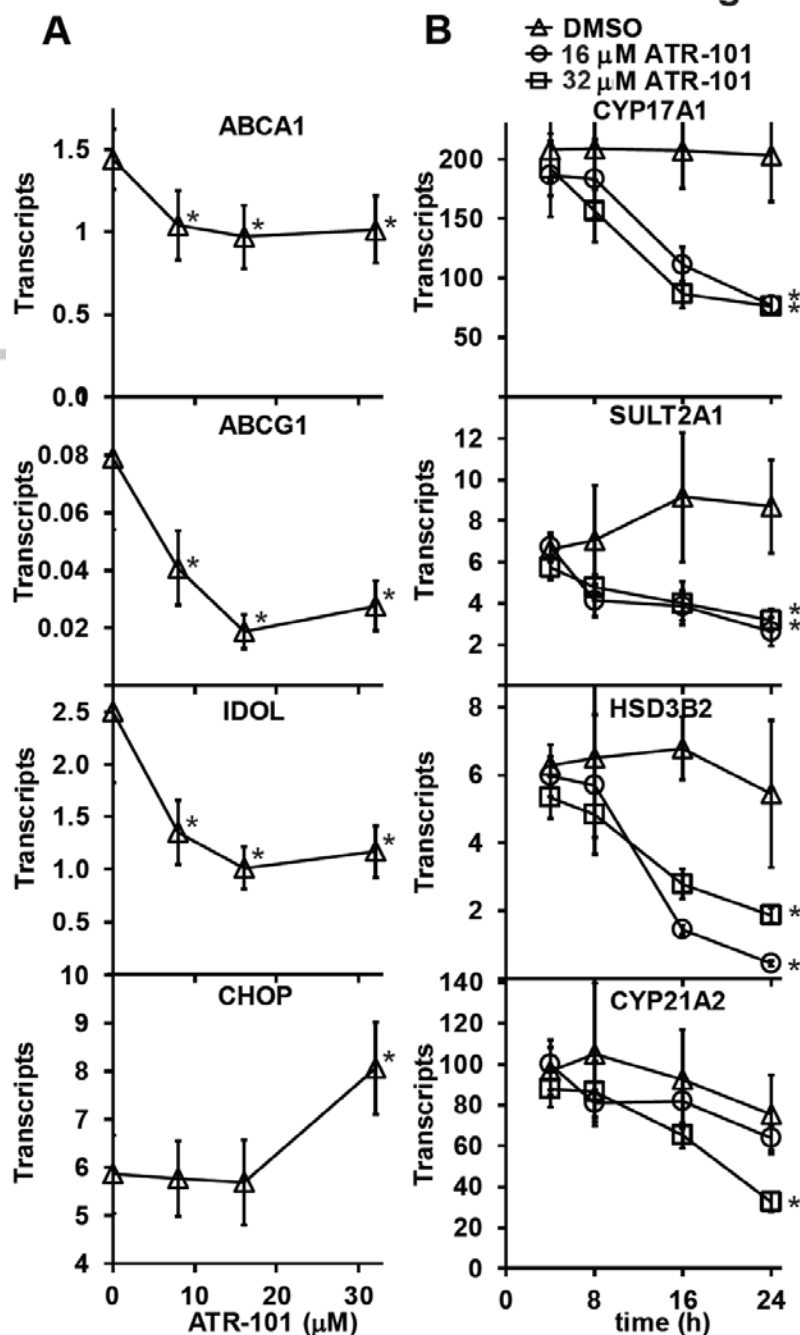 A
ABCA1
Transcripts
1.5
1
0.5
0.0
*
*
*
ABCG1
Transcripts
0.08
0.06
0.04
0.02
*
*
*
IDOL
Transcripts
2.5
2.0
1.5
1.0
0.5
*
*
*
CHOP
Transcripts
10
9
8
7
6
5
4
*
0 10 20 30
ATR-101 (μM)
B
DMSO
16 μM ATR-101
32 μM ATR-101
CYP17A1
Transcripts
200
150
100
50
*
*
SULT2A1
Transcripts
12
10
8
6
4
2
*
*
HSD3B2
Transcripts
8
6
4
2
*
*
CYP21A2
Transcripts
140
120
100
80
60
40
20
0
*
0 8 16 24
time (h)